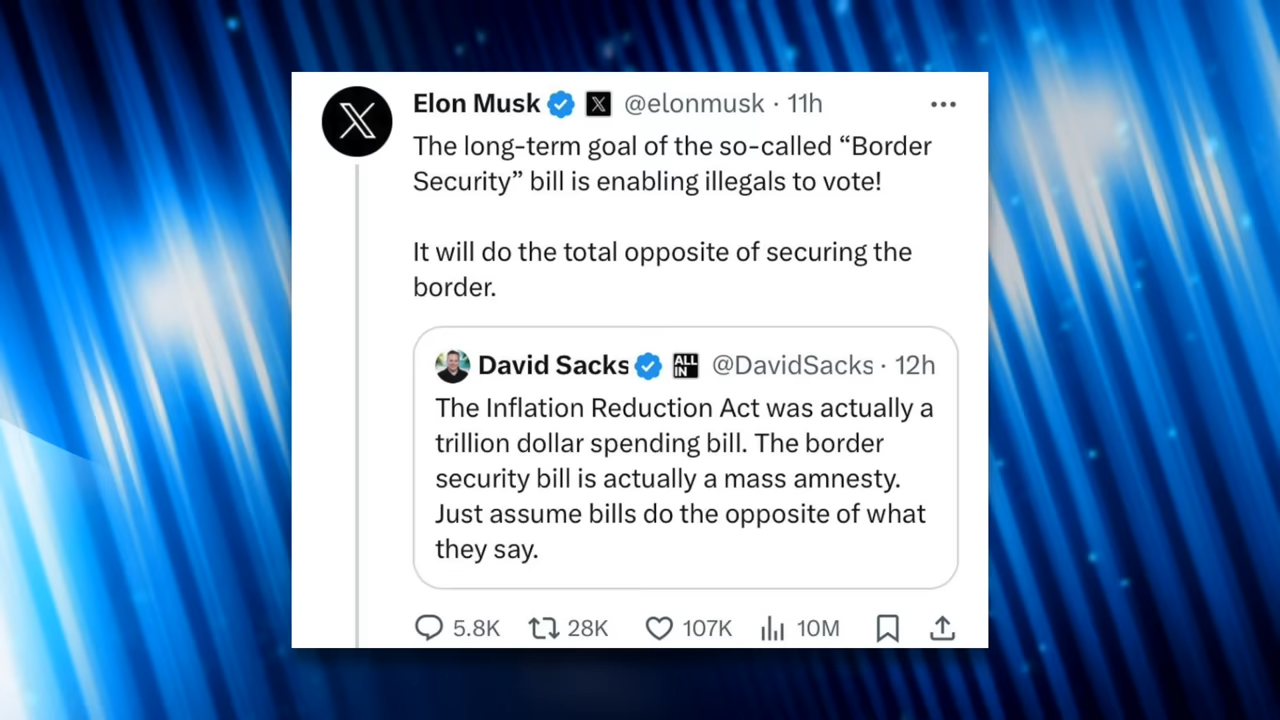 Elon Musk @elonmusk · 11h
The long-term goal of the so-called “Border
Security” bill is enabling illegals to vote!
It will do the total opposite of securing the
border.
David Sacks ALL IN @DavidSacks · 12h
The Inflation Reduction Act was actually a
trillion dollar spending bill. The border
security bill is actually a mass amnesty.
Just assume bills do the opposite of what
they say.
5.8K 28K 107K 10M